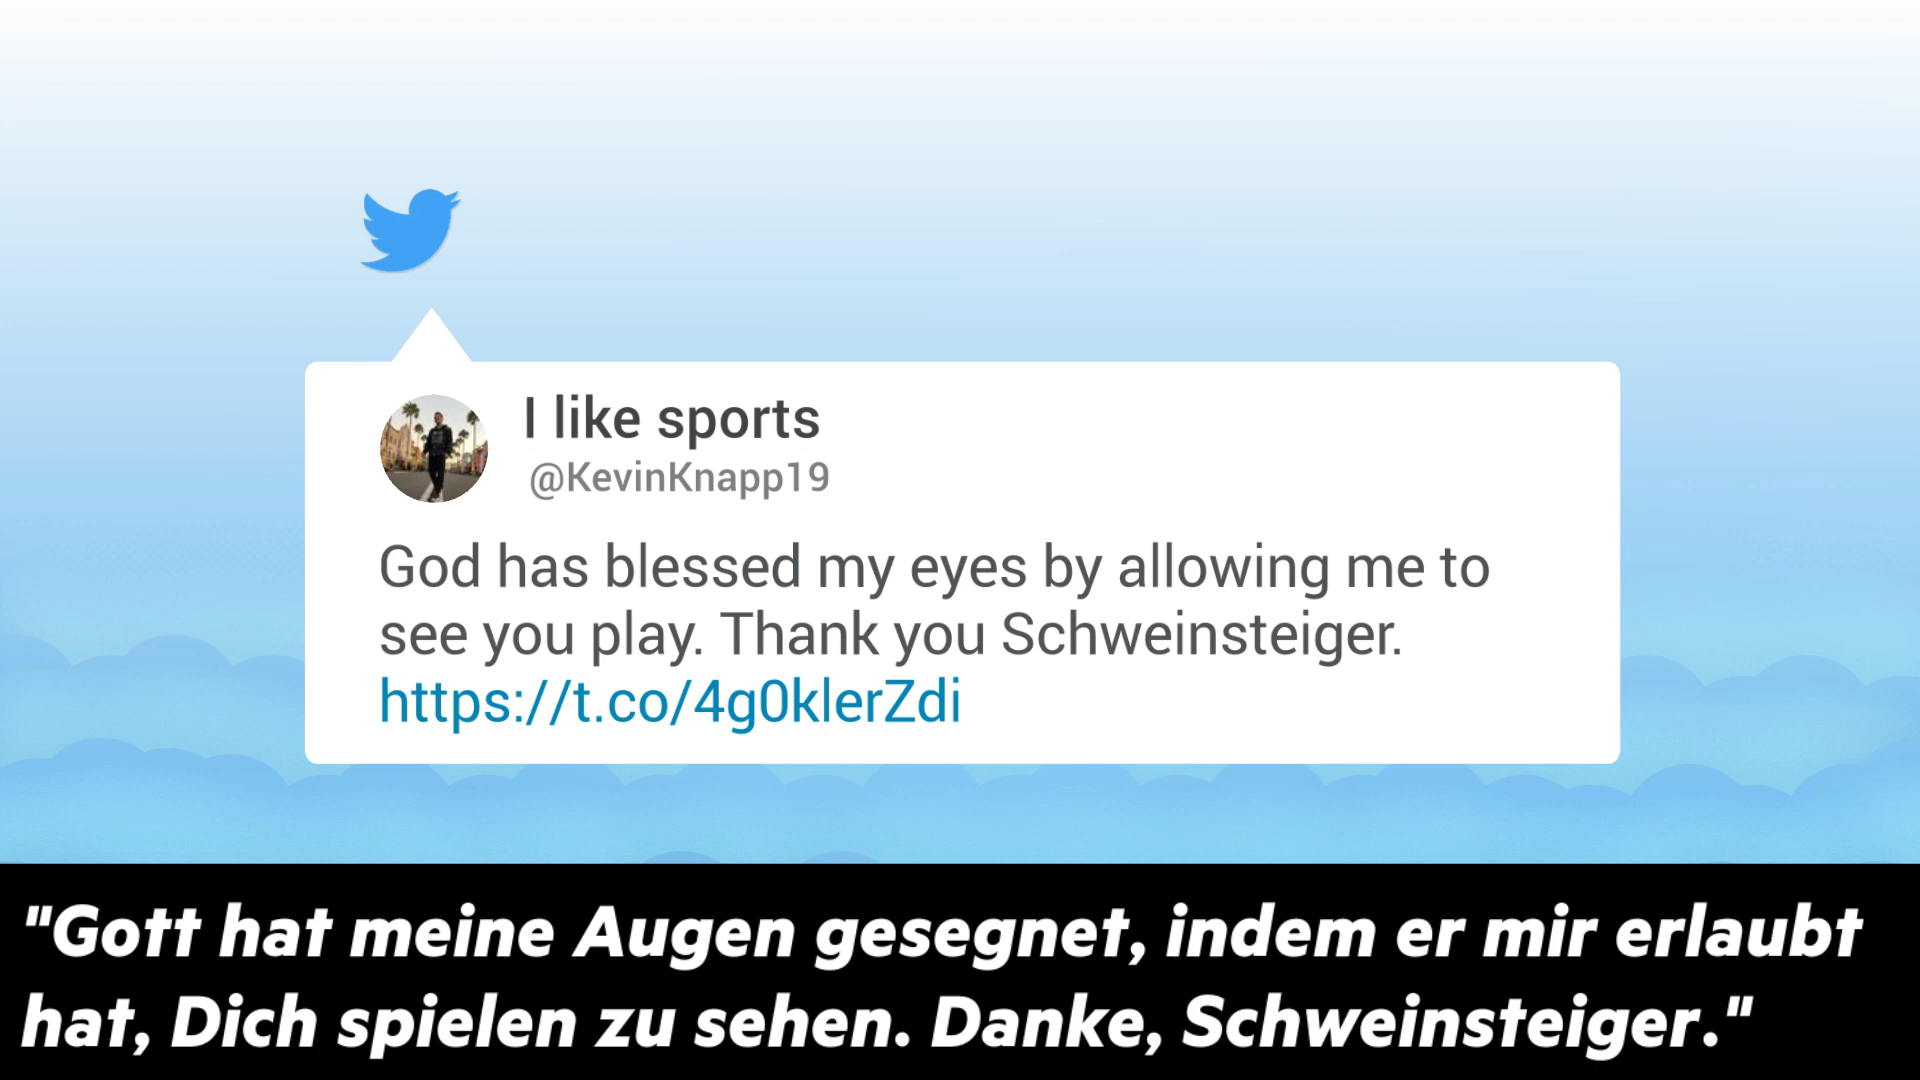 I like sports
@KevinKnapp19
God has blessed my eyes by allowing me to
see you play. Thank you Schweinsteiger.
https://t.co/4g0klerZdi
"Gott hat meine Augen gesegnet, indem er mir erlaubt
hat, Dich spielen zu sehen. Danke, Schweinsteiger."